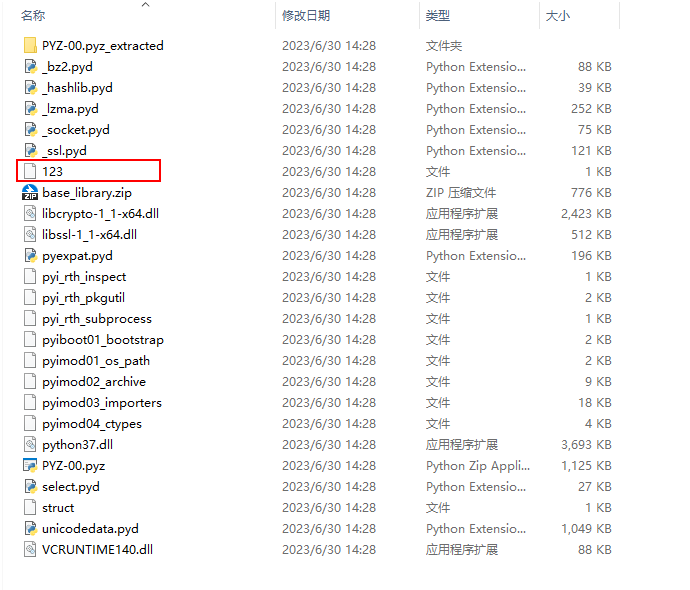 名称 修改日期 类型 大小
PYZ-00.pyz_extracted 2023/6/30 14:28 文件夹
_bz2.pyd 2023/6/30 14:28 Python Extensio... 88 KB
_hashlib.pyd 2023/6/30 14:28 Python Extensio... 39 KB
_lzma.pyd 2023/6/30 14:28 Python Extensio... 252 KB
_socket.pyd 2023/6/30 14:28 Python Extensio... 75 KB
_ssl.pyd 2023/6/30 14:28 Python Extensio... 121 KB
123 2023/6/30 14:28 文件 1 KB
ZIP base_library.zip 2023/6/30 14:28 ZIP 压缩文件 776 KB
libcrypto-1_1-x64.dll 2023/6/30 14:28 应用程序扩展 2,423 KB
libssl-1_1-x64.dll 2023/6/30 14:28 应用程序扩展 512 KB
pyexpat.pyd 2023/6/30 14:28 Python Extensio... 196 KB
pyi_rth_inspect 2023/6/30 14:28 文件 1 KB
pyi_rth_pkgutil 2023/6/30 14:28 文件 2 KB
pyi_rth_subprocess 2023/6/30 14:28 文件 1 KB
pyiboot01_bootstrap 2023/6/30 14:28 文件 2 KB
pyimod01_os_path 2023/6/30 14:28 文件 2 KB
pyimod02_archive 2023/6/30 14:28 文件 9 KB
pyimod03_importers 2023/6/30 14:28 文件 18 KB
pyimod04_ctypes 2023/6/30 14:28 文件 4 KB
python37.dll 2023/6/30 14:28 应用程序扩展 3,693 KB
PYZ-00.pyz 2023/6/30 14:28 Python Zip Appli... 1,125 KB
select.pyd 2023/6/30 14:28 Python Extensio... 27 KB
struct 2023/6/30 14:28 文件 1 KB
unicodedata.pyd 2023/6/30 14:28 Python Extensio... 1,049 KB
VCRUNTIME140.dll 2023/6/30 14:28 应用程序扩展 88 KB